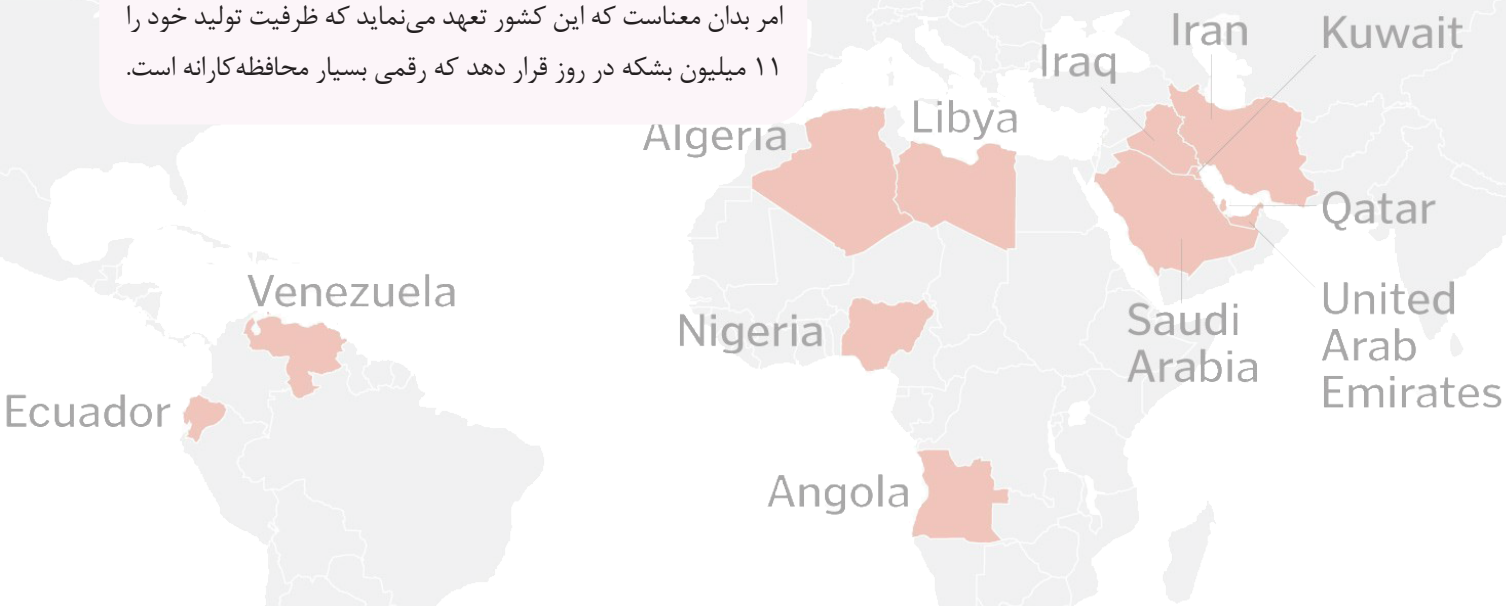 امر بدان معناست که این کشور تعهد می‌نماید که ظرفیت تولید خود را
۱۱ میلیون بشکه در روز قرار دهد که رقمی بسیار محافظه‌کارانه است.
Iran
Kuwait
Iraq
Libya
Algeria
Qatar
Venezuela
United
Arab
Emirates
Saudi
Arabia
Nigeria
Ecuador
Angola